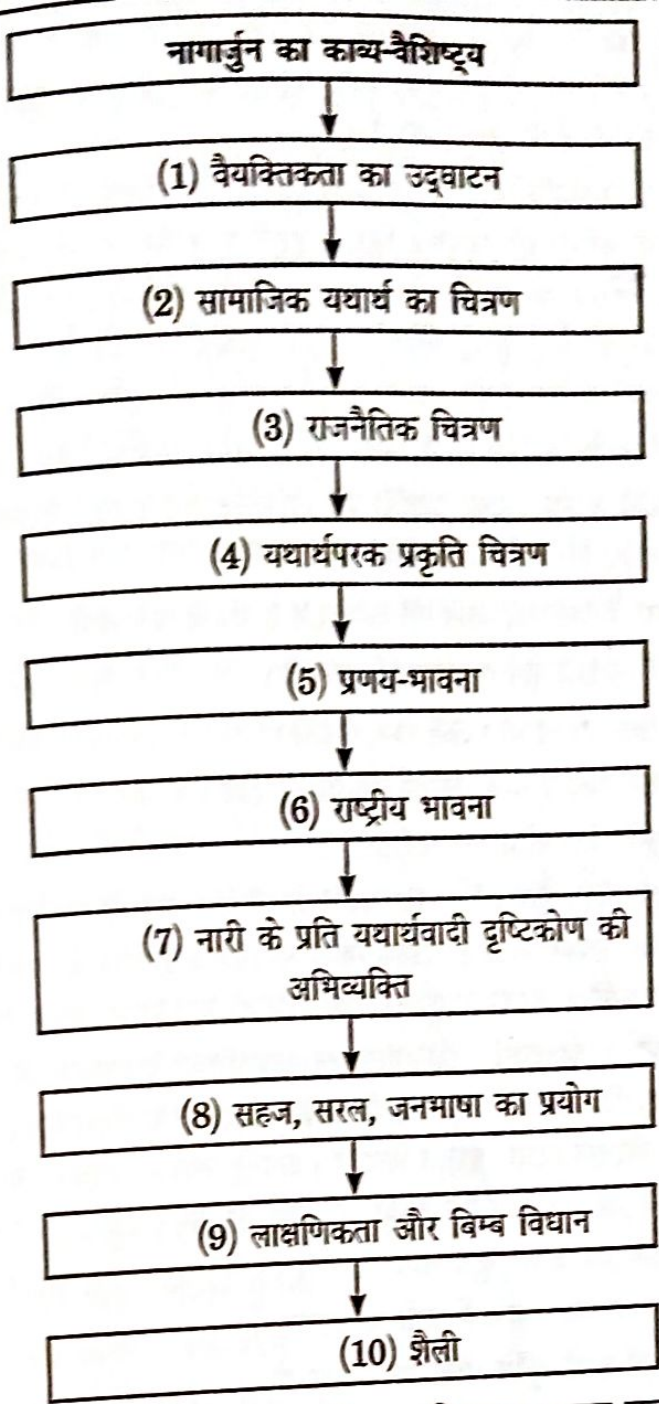 नागार्जुन का काव्य-वैशिष्ट्य
(1) वैयक्तिकता का उद्घाटन
(2) सामाजिक यथार्थ का चित्रण
(3) राजनैतिक चित्रण
(4) यथार्थपरक प्रकृति चित्रण
(5) प्रणय-भावना
(6) राष्ट्रीय भावना
(7) नारी के प्रति यथार्थवादी दृष्टिकोण की
अभिव्यक्ति
(8) सहज, सरल, जनभाषा का प्रयोग
(9) लाक्षणिकता और बिम्ब विधान
(10) शैली